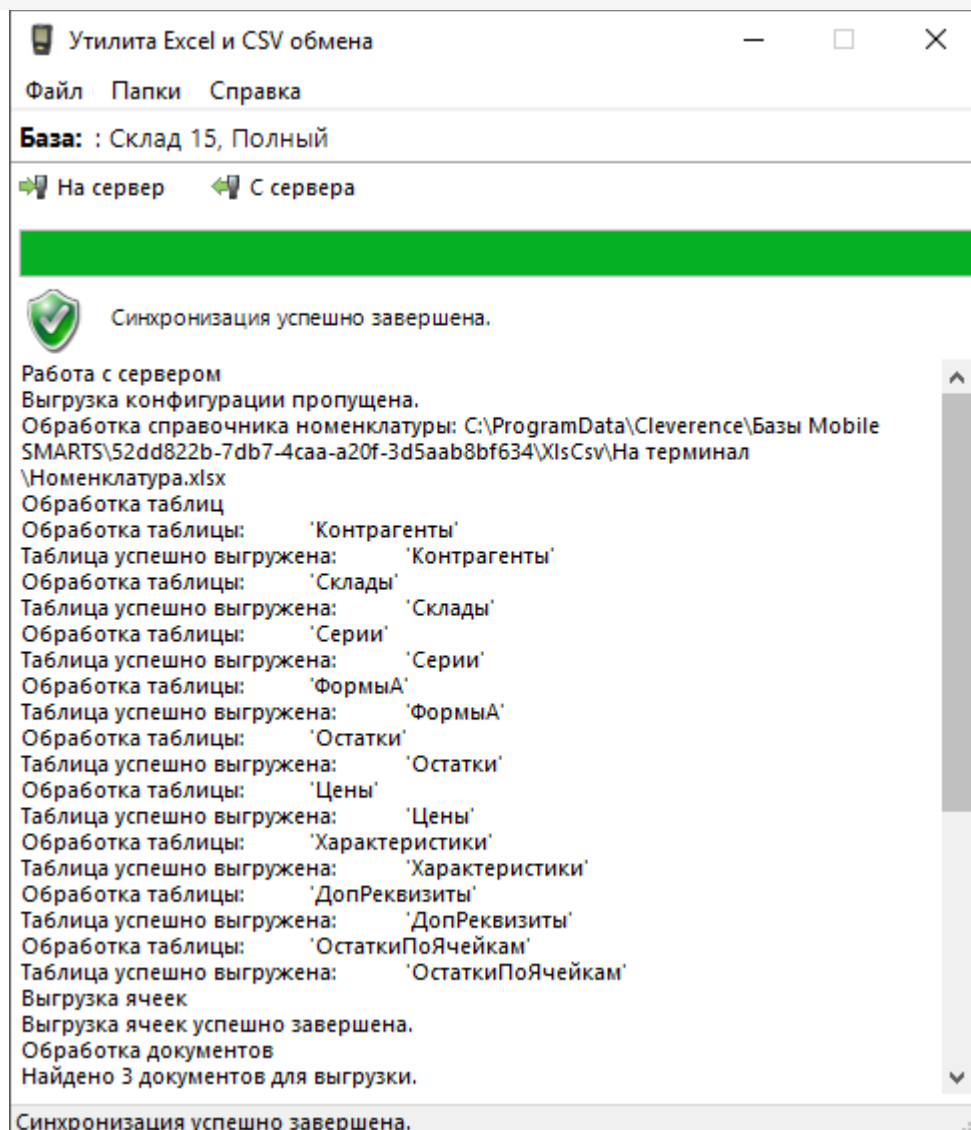 Утилита Excel и CSV обмена
Файл Папки Справка
База: : Склад 15, Полный
На сервер С сервера
Синхронизация успешно завершена.
Работа с сервером
Выгрузка конфигурации пропущена.
Обработка справочника номенклатуры: C:\ProgramData\Cleverence\Базы Mobile
SMARTS\52dd822b-7db7-4caa-a20f-3d5aab8bf634\XlsCsv\На терминал
\Номенклатура.xlsx
Обработка таблиц
Обработка таблицы: 'Контрагенты'
Таблица успешно выгружена: 'Контрагенты'
Обработка таблицы: 'Склады'
Таблица успешно выгружена: 'Склады'
Обработка таблицы: 'Серии'
Таблица успешно выгружена: 'Серии'
Обработка таблицы: 'ФормыА'
Таблица успешно выгружена: 'ФормыА'
Обработка таблицы: 'Остатки'
Таблица успешно выгружена: 'Остатки'
Обработка таблицы: 'Цены'
Таблица успешно выгружена: 'Цены'
Обработка таблицы: 'Характеристики'
Таблица успешно выгружена: 'Характеристики'
Обработка таблицы: 'ДопРеквизиты'
Таблица успешно выгружена: 'ДопРеквизиты'
Обработка таблицы: 'ОстаткиПоЯчейкам'
Таблица успешно выгружена: 'ОстаткиПоЯчейкам'
Выгрузка ячеек
Выгрузка ячеек успешно завершена.
Обработка документов
Найдено 3 документов для выгрузки.
Синхронизация успешно завершена.